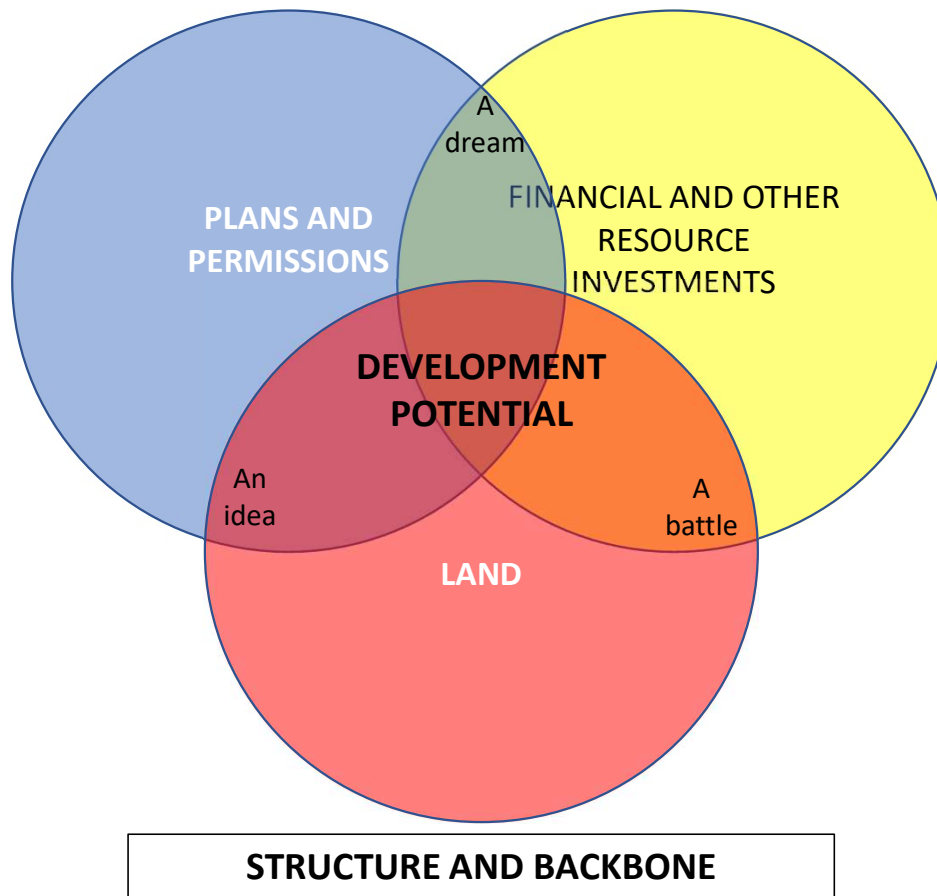 A
dream
PLANS AND
PERMISSIONS
FINANCIAL AND OTHER
RESOURCE
INVESTMENTS
DEVELOPMENT
POTENTIAL
An
idea
A
battle
LAND
STRUCTURE AND BACKBONE